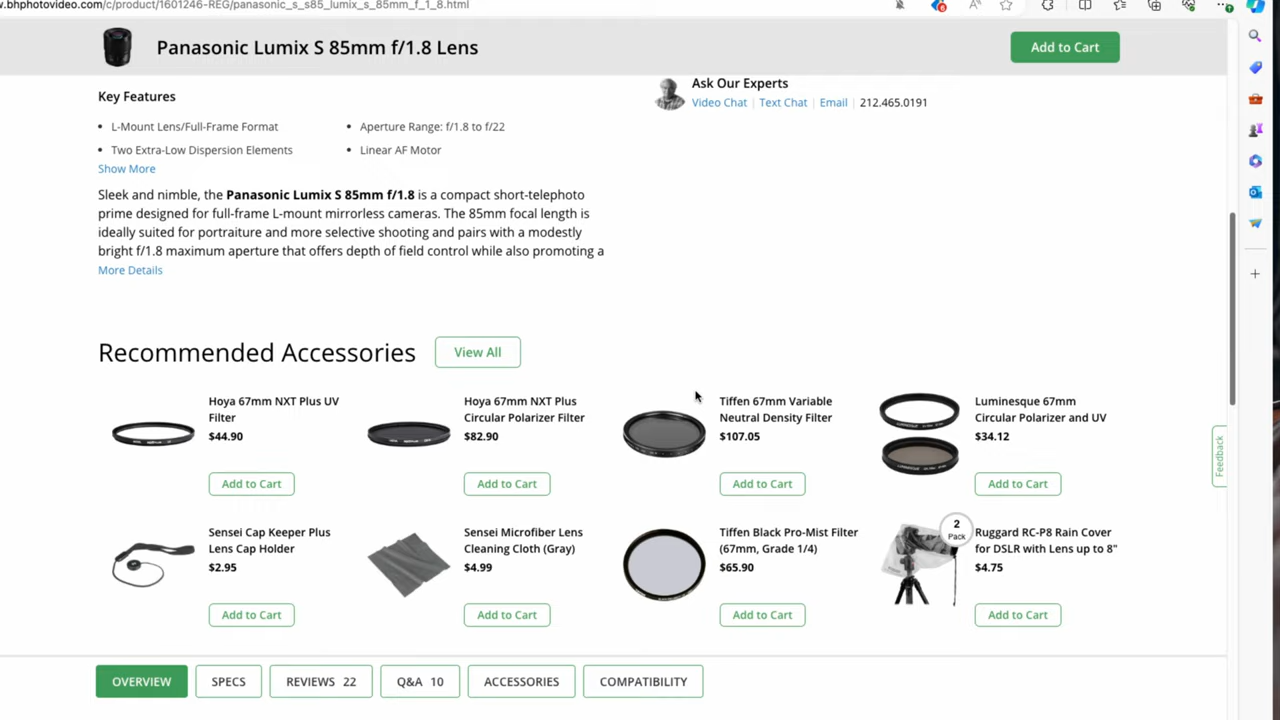 w.bhphotovideo.com/c/product/1601246-REG/panasonic_s_s85_lumix_s_85mm_f_1_8.html
Panasonic Lumix S 85mm f/1.8 Lens
Add to Cart
Key Features
Ask Our Experts
Video Chat | Text Chat | Email | 212.465.0191
• L-Mount Lens/Full-Frame Format
• Aperture Range: f/1.8 to f/22
• Two Extra-Low Dispersion Elements
• Linear AF Motor
Show More
Sleek and nimble, the Panasonic Lumix S 85mm f/1.8 is a compact short-telephoto
prime designed for full-frame L-mount mirrorless cameras. The 85mm focal length is
ideally suited for portraiture and more selective shooting and pairs with a modestly
bright f/1.8 maximum aperture that offers depth of field control while also promoting a
More Details
Recommended Accessories
View All
Hoya 67mm NXT Plus UV
Filter
$44.90
Add to Cart
Hoya 67mm NXT Plus
Circular Polarizer Filter
$82.90
Add to Cart
Tiffen 67mm Variable
Neutral Density Filter
$107.05
Add to Cart
Luminesque 67mm
Circular Polarizer and UV
$34.12
Add to Cart
Sensei Cap Keeper Plus
Lens Cap Holder
$2.95
Add to Cart
Sensei Microfiber Lens
Cleaning Cloth (Gray)
$4.99
Add to Cart
Tiffen Black Pro-Mist Filter
(67mm, Grade 1/4)
$65.90
Add to Cart
2
Pack
Ruggard RC-P8 Rain Cover
for DSLR with Lens up to 8"
$4.75
Add to Cart
Feedback
OVERVIEW
SPECS
REVIEWS 22
Q&A 10
ACCESSORIES
COMPATIBILITY